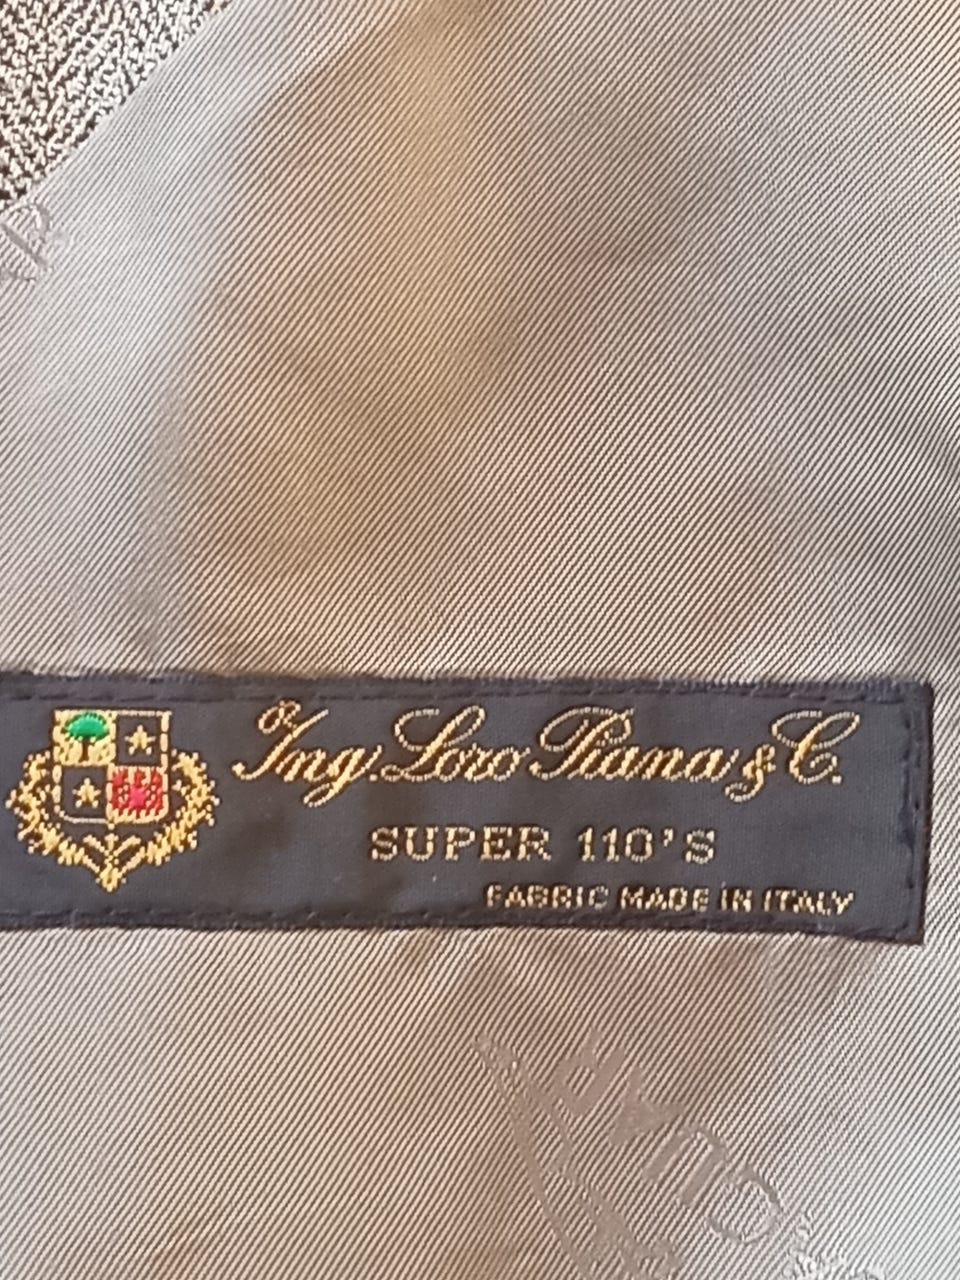 Ing. Loro Piana & C.
SUPER 110'S
FABRIC MADE IN ITALY